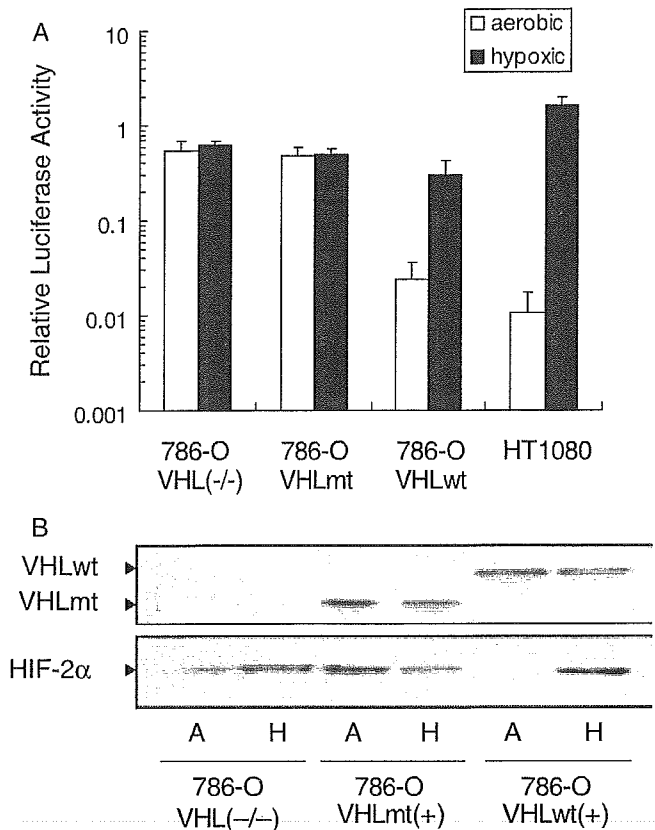 A
aerobic
hypoxic
Relative Luciferase Activity
10
1
0.1
0.01
0.001
786-O
VHL(-/-)
786-O
VHLmt
786-O
VHLwt
HT1080
B
VHLwt
VHLmt
HIF-2α
A H A H A H
786-O
VHL(–/–)
786-O
VHLmt(+)
786-O
VHLwt(+)